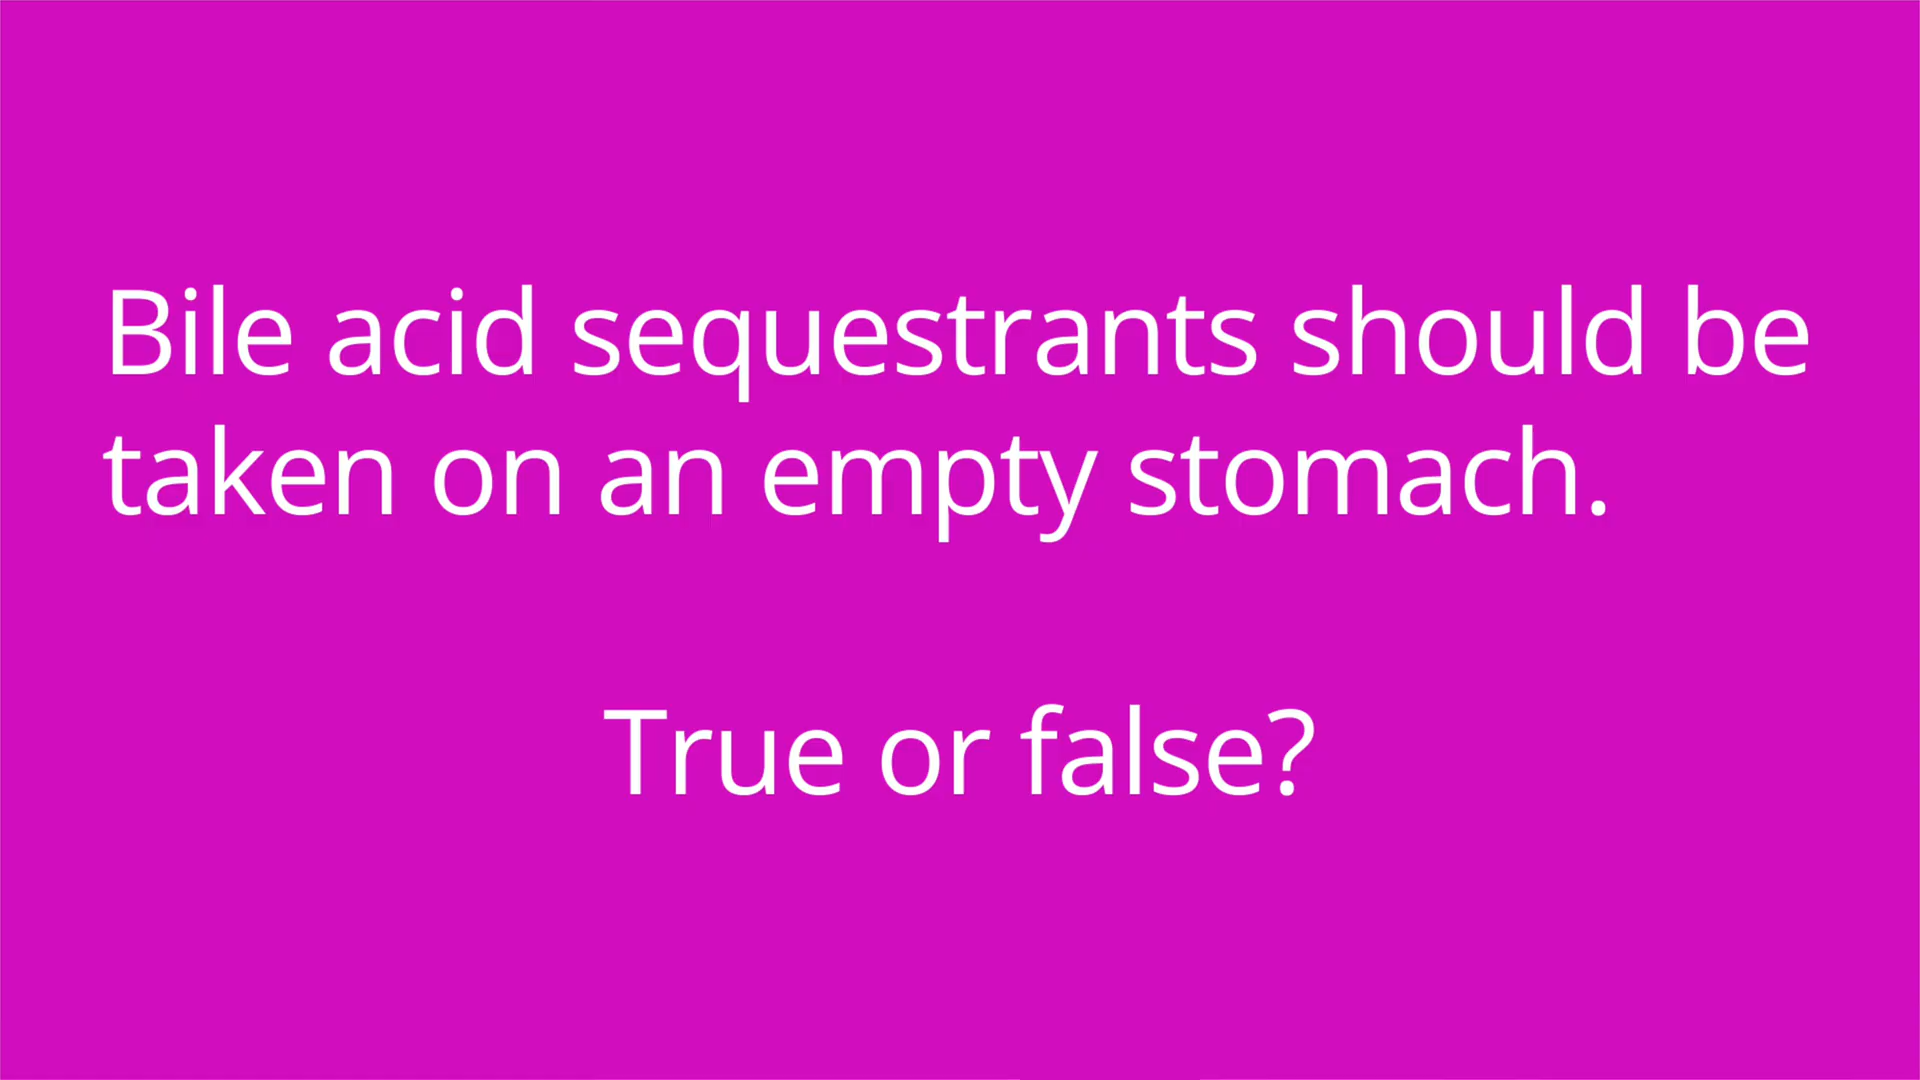 Bile acid sequestrants should be
taken on an empty stomach.
True or false?